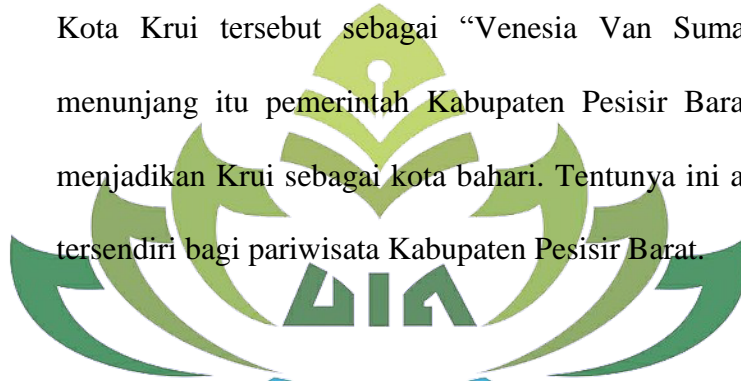 Kota Krui tersebut sebagai “Venesia Van Suma
menunjang itu pemerintah Kabupaten Pesisir Bara
menjadikan Krui sebagai kota bahari. Tentunya ini a
tersendiri bagi pariwisata Kabupaten Pesisir Barat.
UIN